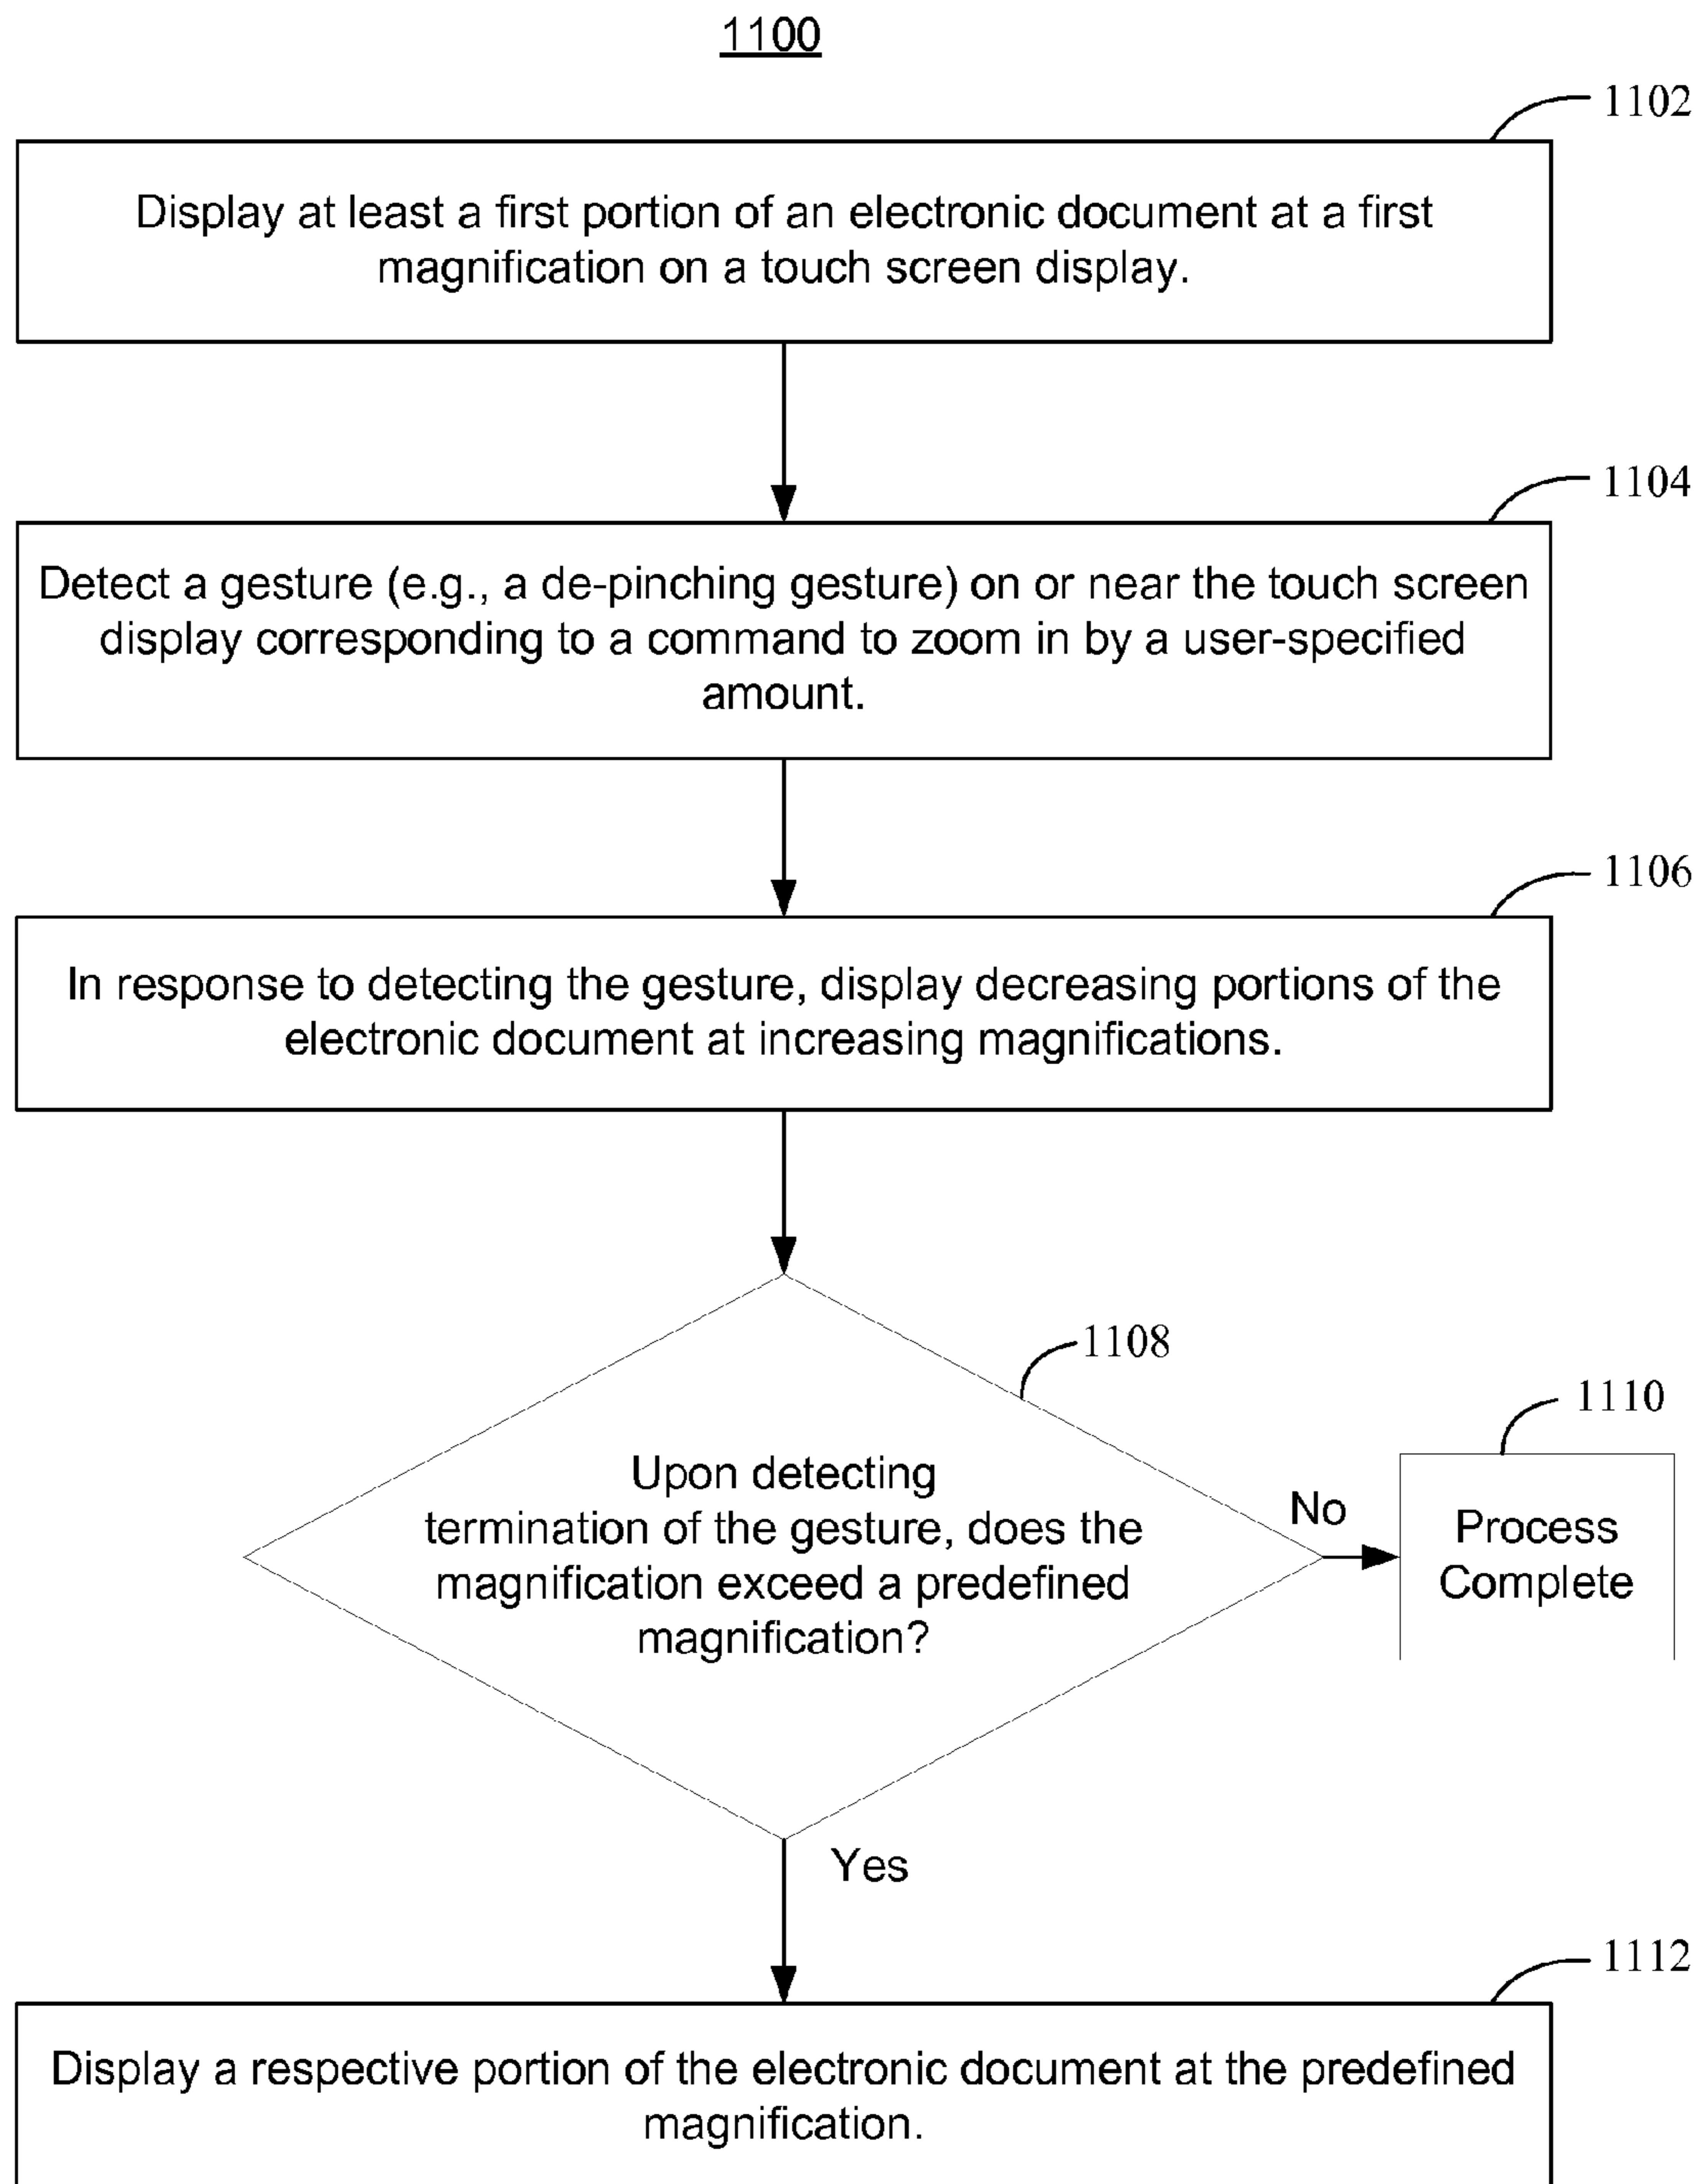 1100
1102
Display at least a first portion of an electronic document at a first
magnification on a touch screen display.
1104
Detect a gesture (e.g., a de-pinching gesture) on or near the touch screen
display corresponding to a command to zoom in by a user-specified
amount.
1106
In response to detecting the gesture, display decreasing portions of the
electronic document at increasing magnifications.
1108
Upon detecting
termination of the gesture, does the
magnification exceed a predefined
magnification?
No
1110
Process
Complete
Yes
1112
Display a respective portion of the electronic document at the predefined
magnification.